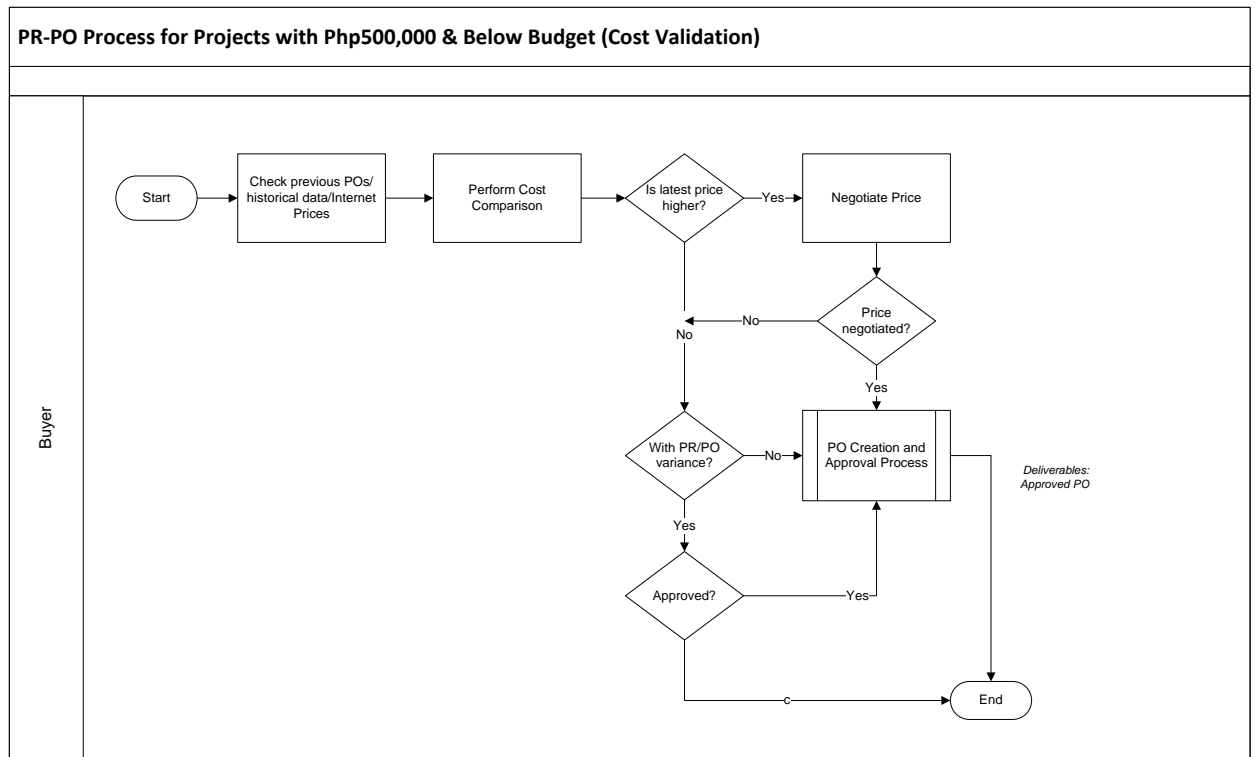 PR-PO Process for Projects with Php500,000 & Below Budget (Cost Validation)
Buyer
Start
Check previous POs/
historical data/Internet
Prices
Perform Cost
Comparison
Is latest price
higher?
Yes
Negotiate Price
Price
negotiated?
No
No
Yes
With PR/PO
variance?
No
PO Creation and
Approval Process
Deliverables:
Approved PO
Yes
Approved?
Yes
c
End